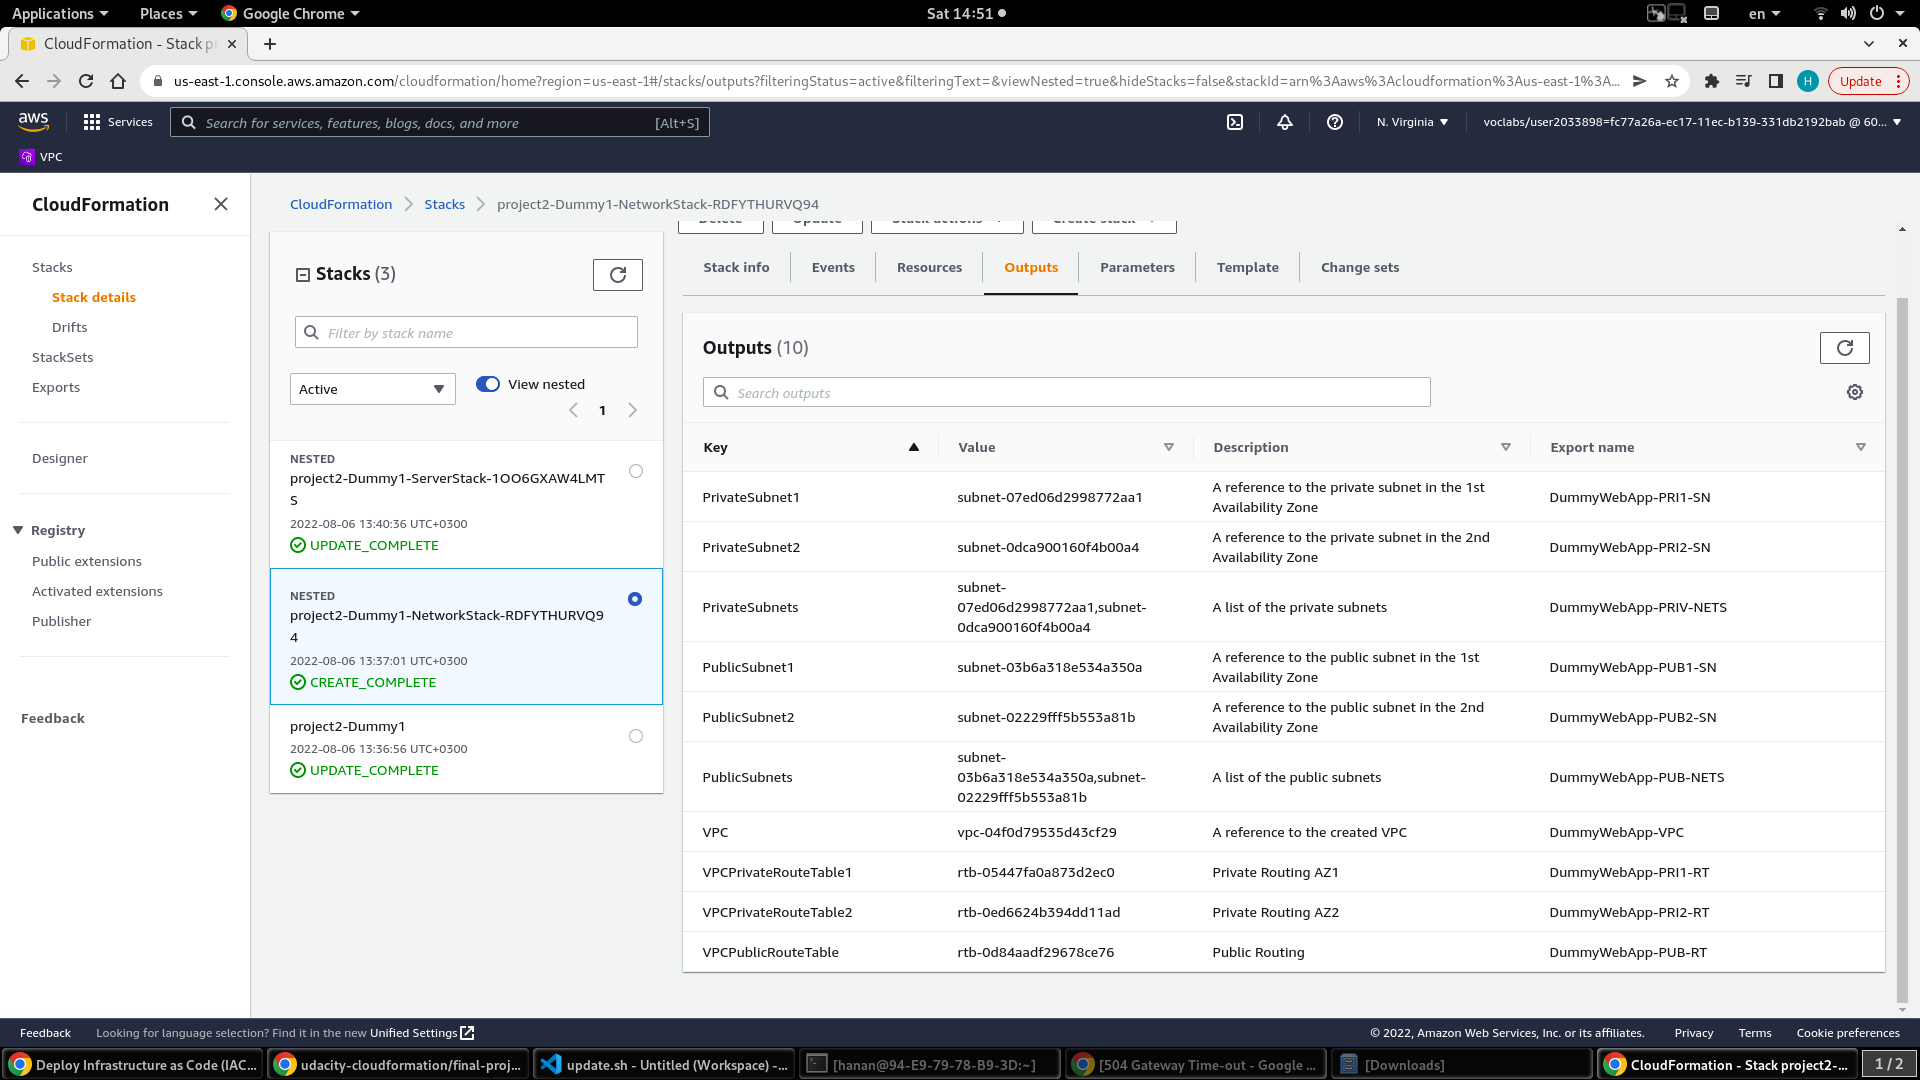 Applications
Places
Google Chrome
Sat 14:51
en
CloudFormation - Stack pr
us-east-1.console.aws.amazon.com/cloudformation/home?region=us-east-1#/stacks/outputs?filteringStatus=active&filteringText=&viewNested=true&hideStacks=false&stackId=arn%3Aaws%3Acloudformation%3Aus-east-1%3A...
H
Update
aws
Services
Search for services, features, blogs, docs, and more
[Alt+S]
N. Virginia
voclabs/user2033898=fc77a26a-ec17-11ec-b139-331db2192bab @ 60...
VPC
CloudFormation
Stacks
Stack details
Drifts
StackSets
Exports
Designer
Registry
Public extensions
Activated extensions
Publisher
Feedback
CloudFormation
Stacks
project2-Dummy1-NetworkStack-RDFYTHURVQ94
Delete
Update
Stack actions
Create stack
Stacks (3)
Filter by stack name
Active
View nested
1
NESTED
project2-Dummy1-ServerStack-1OO6GXAW4LMT
S
2022-08-06 13:40:36 UTC+0300
UPDATE_COMPLETE
NESTED
project2-Dummy1-NetworkStack-RDFYTHURVQ9
4
2022-08-06 13:37:01 UTC+0300
CREATE_COMPLETE
project2-Dummy1
2022-08-06 13:36:56 UTC+0300
UPDATE_COMPLETE
Stack info
Events
Resources
Outputs
Parameters
Template
Change sets
Outputs (10)
Search outputs
Key Value Description Export name
PrivateSubnet1 subnet-07ed06d2998772aa1 A reference to the private subnet in the 1st DummyWebApp-PRI1-SN
Availability Zone
PrivateSubnet2 subnet-0dca900160f4b00a4 A reference to the private subnet in the 2nd DummyWebApp-PRI2-SN
Availability Zone
subnet-
PrivateSubnets 07ed06d2998772aa1,subnet- A list of the private subnets DummyWebApp-PRIV-NETS
0dca900160f4b00a4
PublicSubnet1 subnet-03b6a318e534a350a A reference to the public subnet in the 1st DummyWebApp-PUB1-SN
Availability Zone
PublicSubnet2 subnet-02229fff5b553a81b A reference to the public subnet in the 2nd DummyWebApp-PUB2-SN
Availability Zone
subnet-
PublicSubnets 03b6a318e534a350a,subnet- A list of the public subnets DummyWebApp-PUB-NETS
02229fff5b553a81b
VPC vpc-04f0d79535d43cf29 A reference to the created VPC DummyWebApp-VPC
VPCPrivateRouteTable1 rtb-05447fa0a873d2ec0 Private Routing AZ1 DummyWebApp-PRI1-RT
VPCPrivateRouteTable2 rtb-0ed6624b394dd11ad Private Routing AZ2 DummyWebApp-PRI2-RT
VPCPublicRouteTable rtb-0d84aadf29678ce76 Public Routing DummyWebApp-PUB-RT
Feedback
Looking for language selection? Find it in the new Unified Settings
© 2022, Amazon Web Services, Inc. or its affiliates.
Privacy
Terms
Cookie preferences
Deploy Infrastructure as Code (IAC...
udacity-cloudformation/final-proj...
update.sh - Untitled (Workspace) -...
[hanan@94-E9-79-78-B9-3D:~]
[504 Gateway Time-out - Google ...
[Downloads]
CloudFormation - Stack project2-...
1 / 2